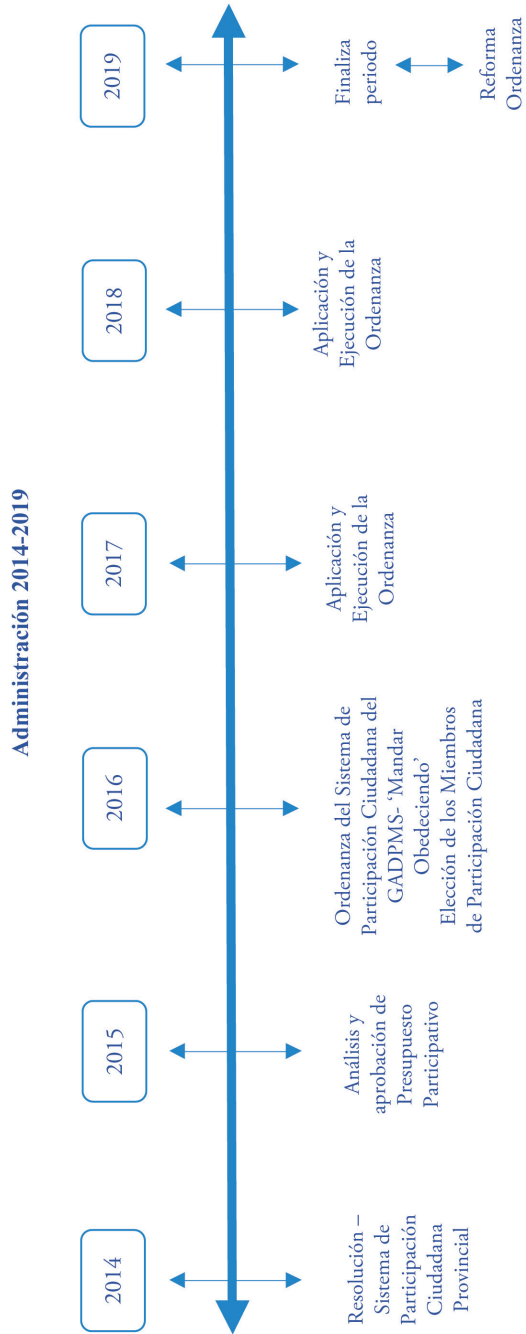 Administración 2014-2019
2014
Resolución –
Sistema de
Participación
Ciudadana
Provincial
2015
Análisis y
aprobación de
Presupuesto
Participativo
2016
Ordenanza del Sistema de
Participación Ciudadana del
GADPMS- ‘Mandar
Obedeciendo’
Elección de los Miembros
de Participación Ciudadana
2017
Aplicación y
Ejecución de la
Ordenanza
2018
Aplicación y
Ejecución de la
Ordenanza
2019
Finaliza
periodo
Reforma
Ordenanza